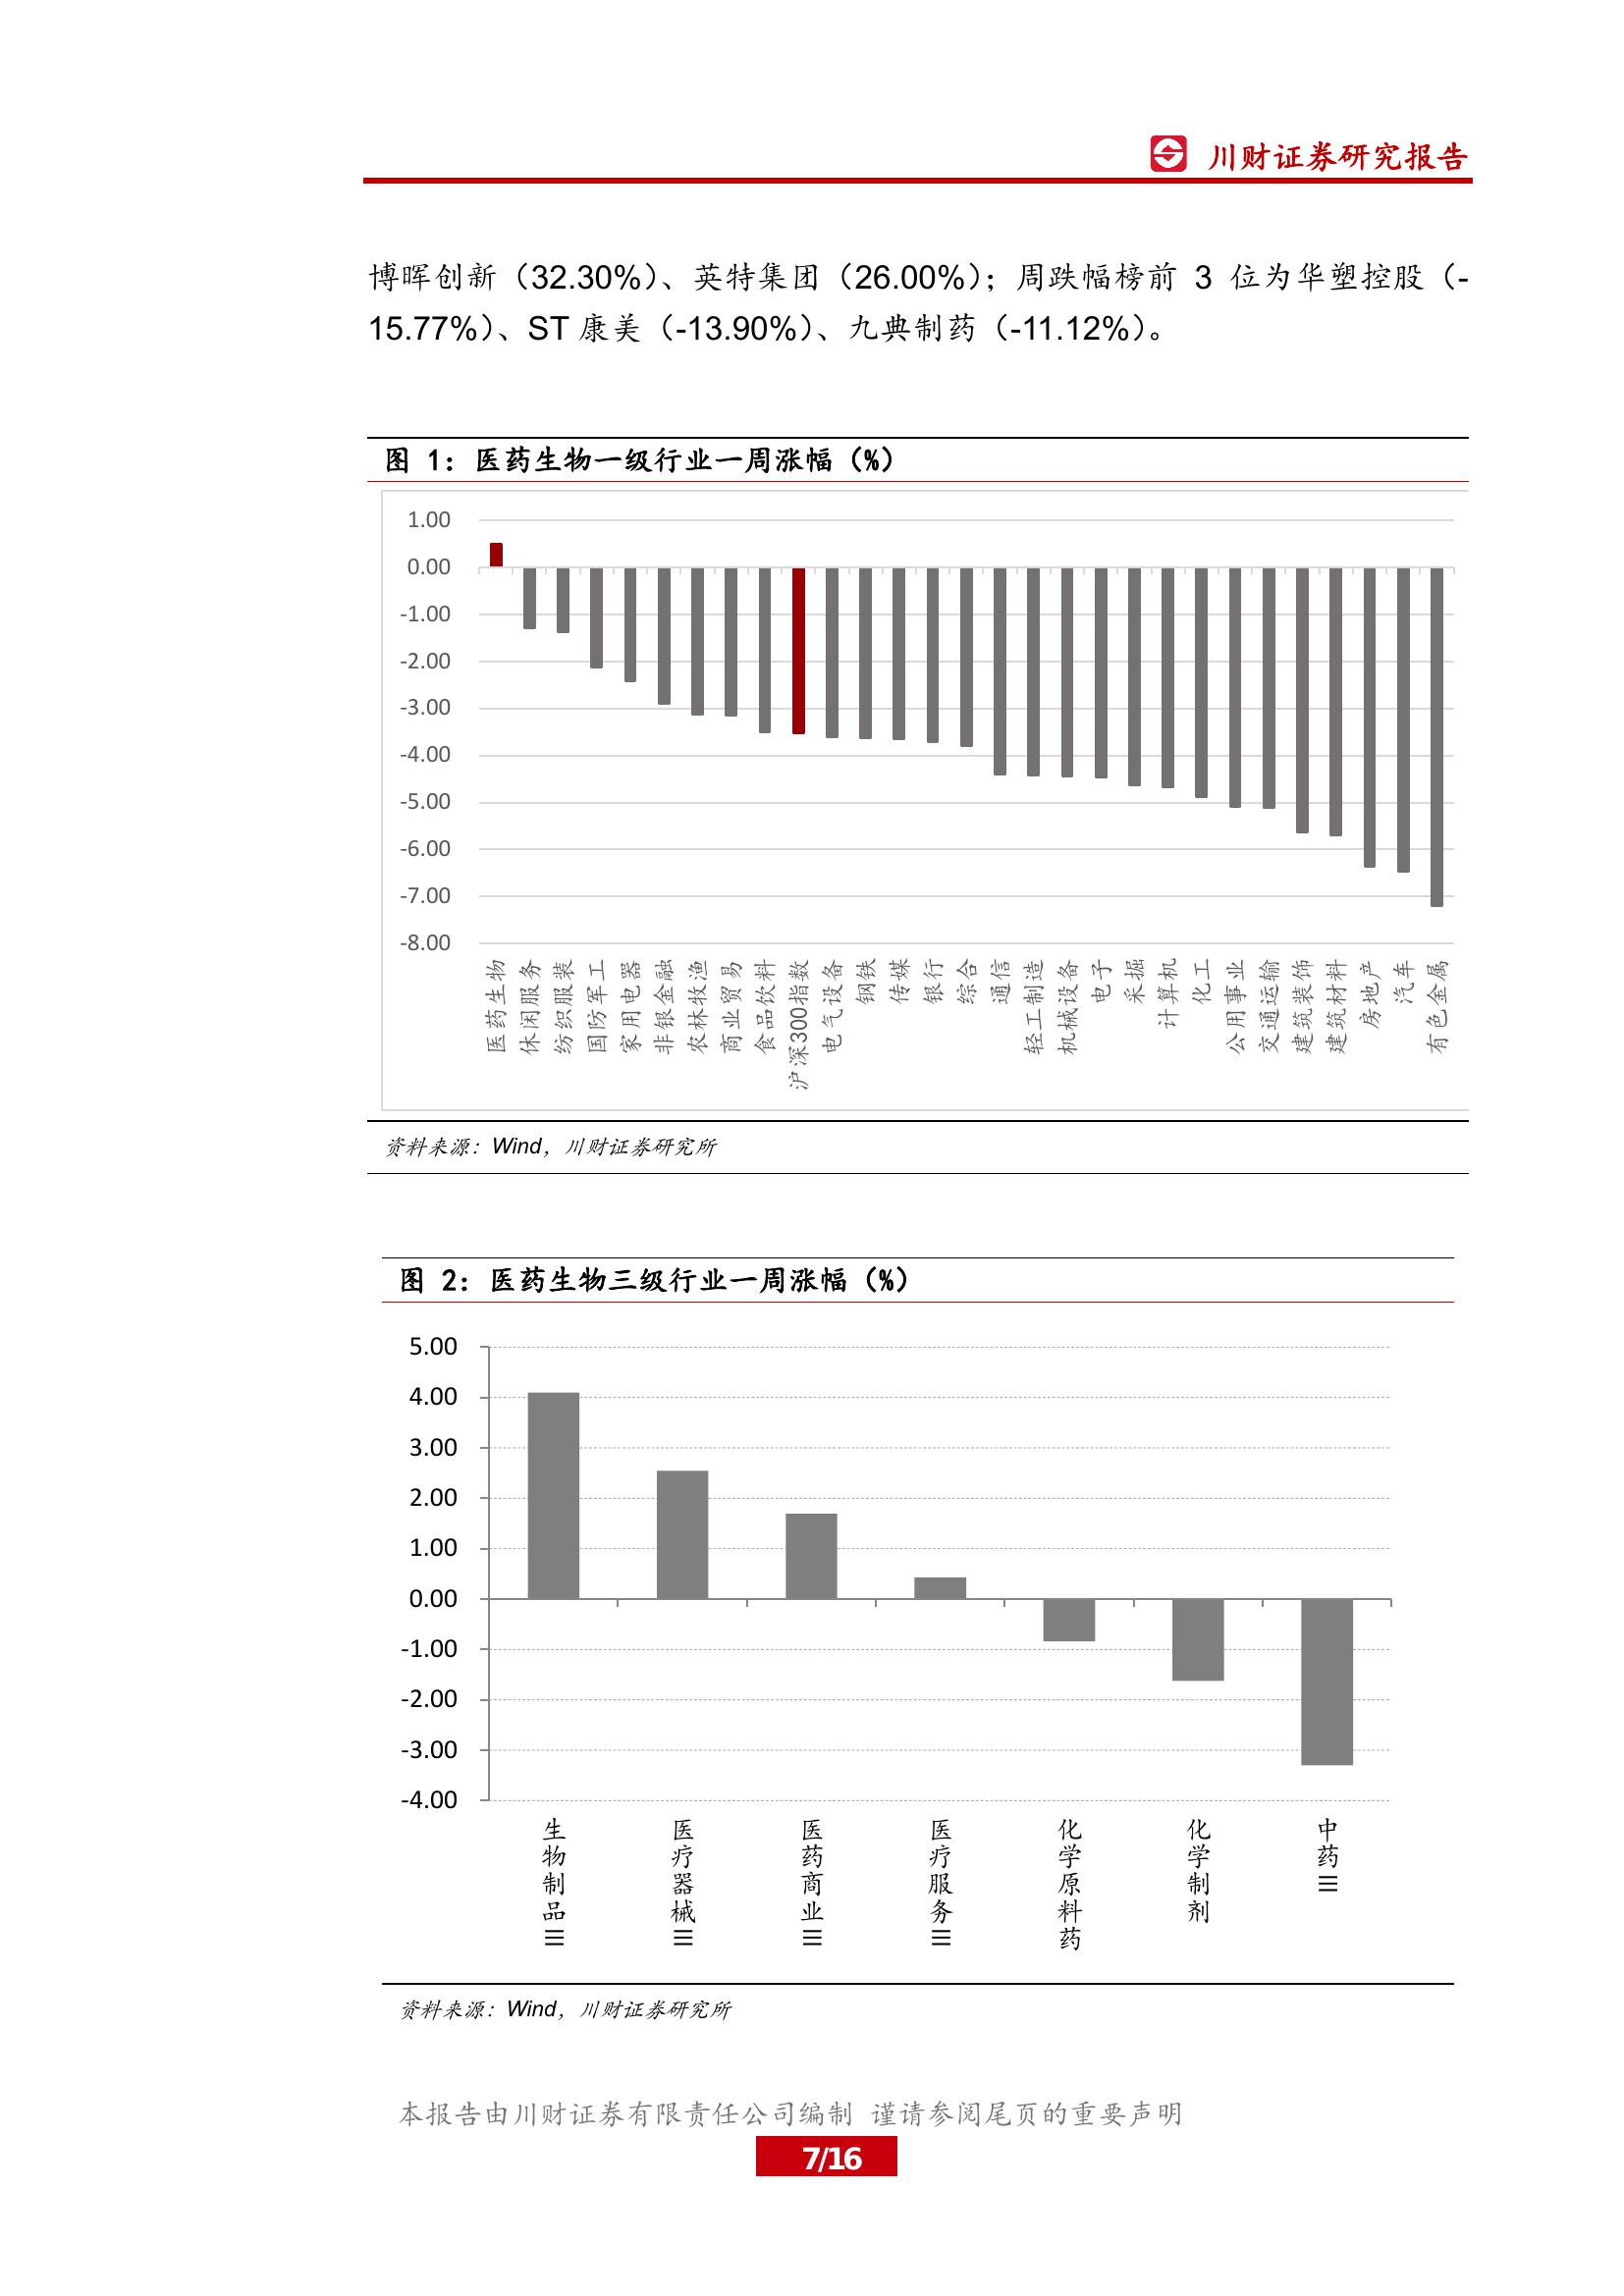 川财证券研究报告
博晖创新（32.30%）、英特集团（26.00%）；周跌幅榜前 3 位为华塑控股（-
15.77%）、ST 康美（-13.90%）、九典制药（-11.12%）。
图 1：医药生物一级行业一周涨幅（%）
1.00
0.00
-1.00
-2.00
-3.00
-4.00
-5.00
-6.00
-7.00
-8.00
医药生物
休闲服务
纺织服装
国防军工
家用电器
非银金融
农林牧渔
商业贸易
食品饮料
沪深300指数
电气设备
钢铁
传媒
银行
综合
通信
轻工制造
机械设备
电子
采掘
计算机
化工
公用事业
交通运输
建筑装饰
建筑材料
房地产
汽车
有色金属
资料来源：Wind，川财证券研究所
图 2：医药生物三级行业一周涨幅（%）
5.00
4.00
3.00
2.00
1.00
0.00
-1.00
-2.00
-3.00
-4.00
生物制品Ⅲ
医疗器械Ⅲ
医药商业Ⅲ
医疗服务Ⅲ
化学原料药
化学制剂
中药Ⅲ
资料来源：Wind，川财证券研究所
本报告由川财证券有限责任公司编制 谨请参阅尾页的重要声明
7/16